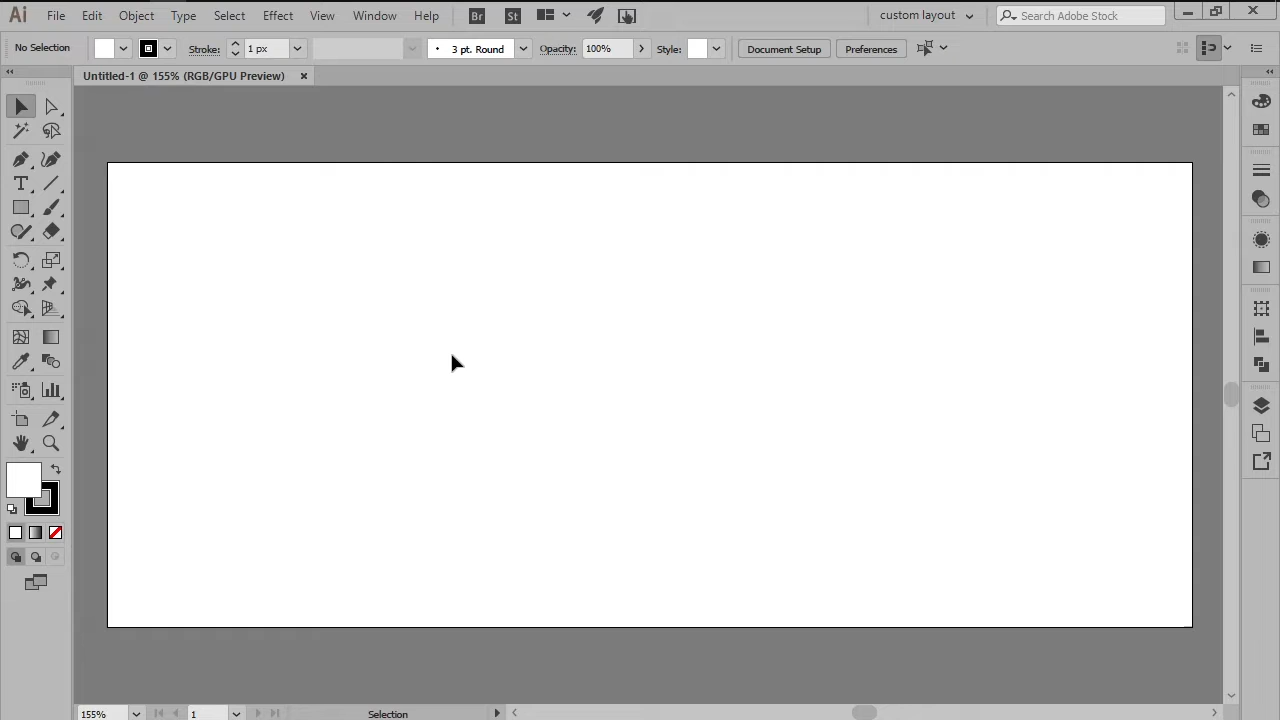 Ai File Edit Object Type Select Effect View Window Help Br St custom layout Search Adobe Stock
No Selection Stroke: 1 px 3 pt. Round Opacity: 100% Style: Document Setup Preferences
Untitled-1 @ 155% (RGB/GPU Preview) ×
T
155% 1 Selection